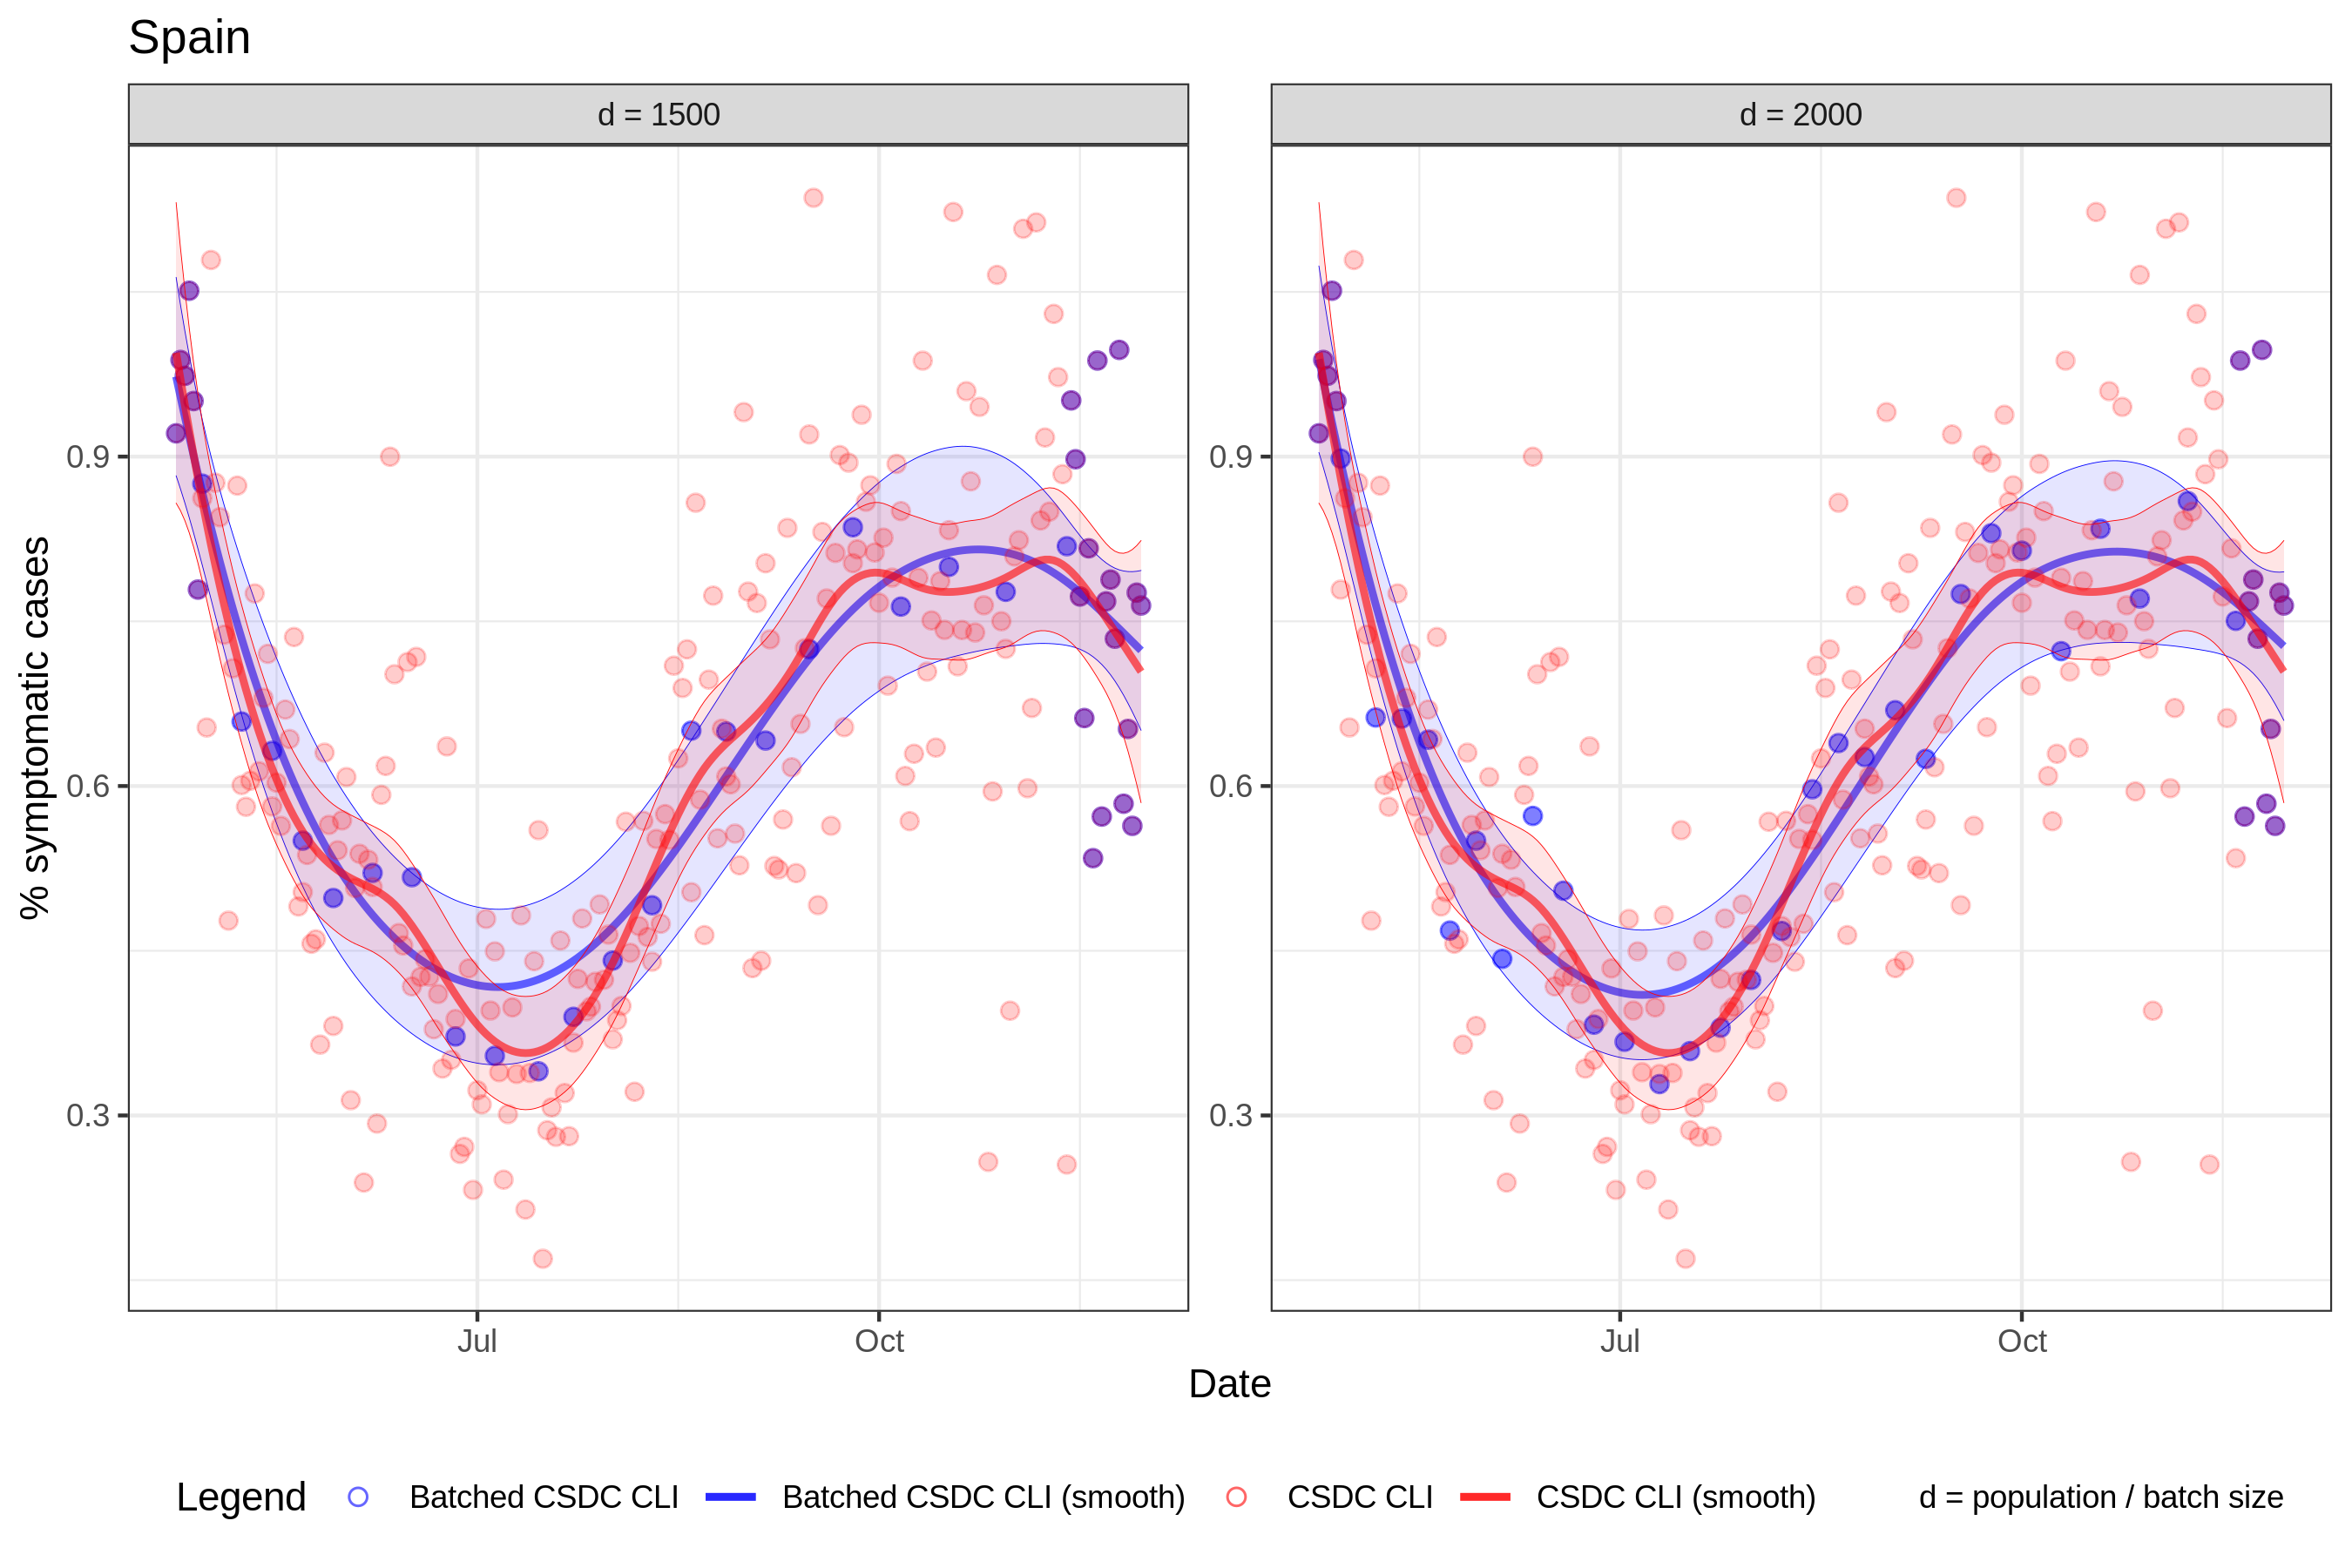 Spain
d = 1500
d = 2000
% symptomatic cases
0.9
0.6
0.3
0.9
0.6
0.3
Jul
Oct
Jul
Oct
Date
Legend
Batched CSDC CLI
Batched CSDC CLI (smooth)
CSDC CLI
CSDC CLI (smooth)
d = population / batch size